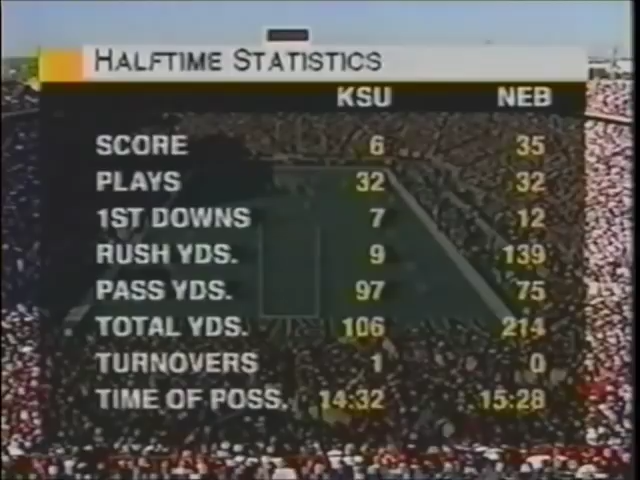 HALFTIME STATISTICS
KSU NEB
SCORE 6 35
PLAYS 32 32
1ST DOWNS 7 12
RUSH YDS. 9 139
PASS YDS. 97 75
TOTAL YDS. 106 214
TURNOVERS 1 0
TIME OF POSS. 14:32 15:28